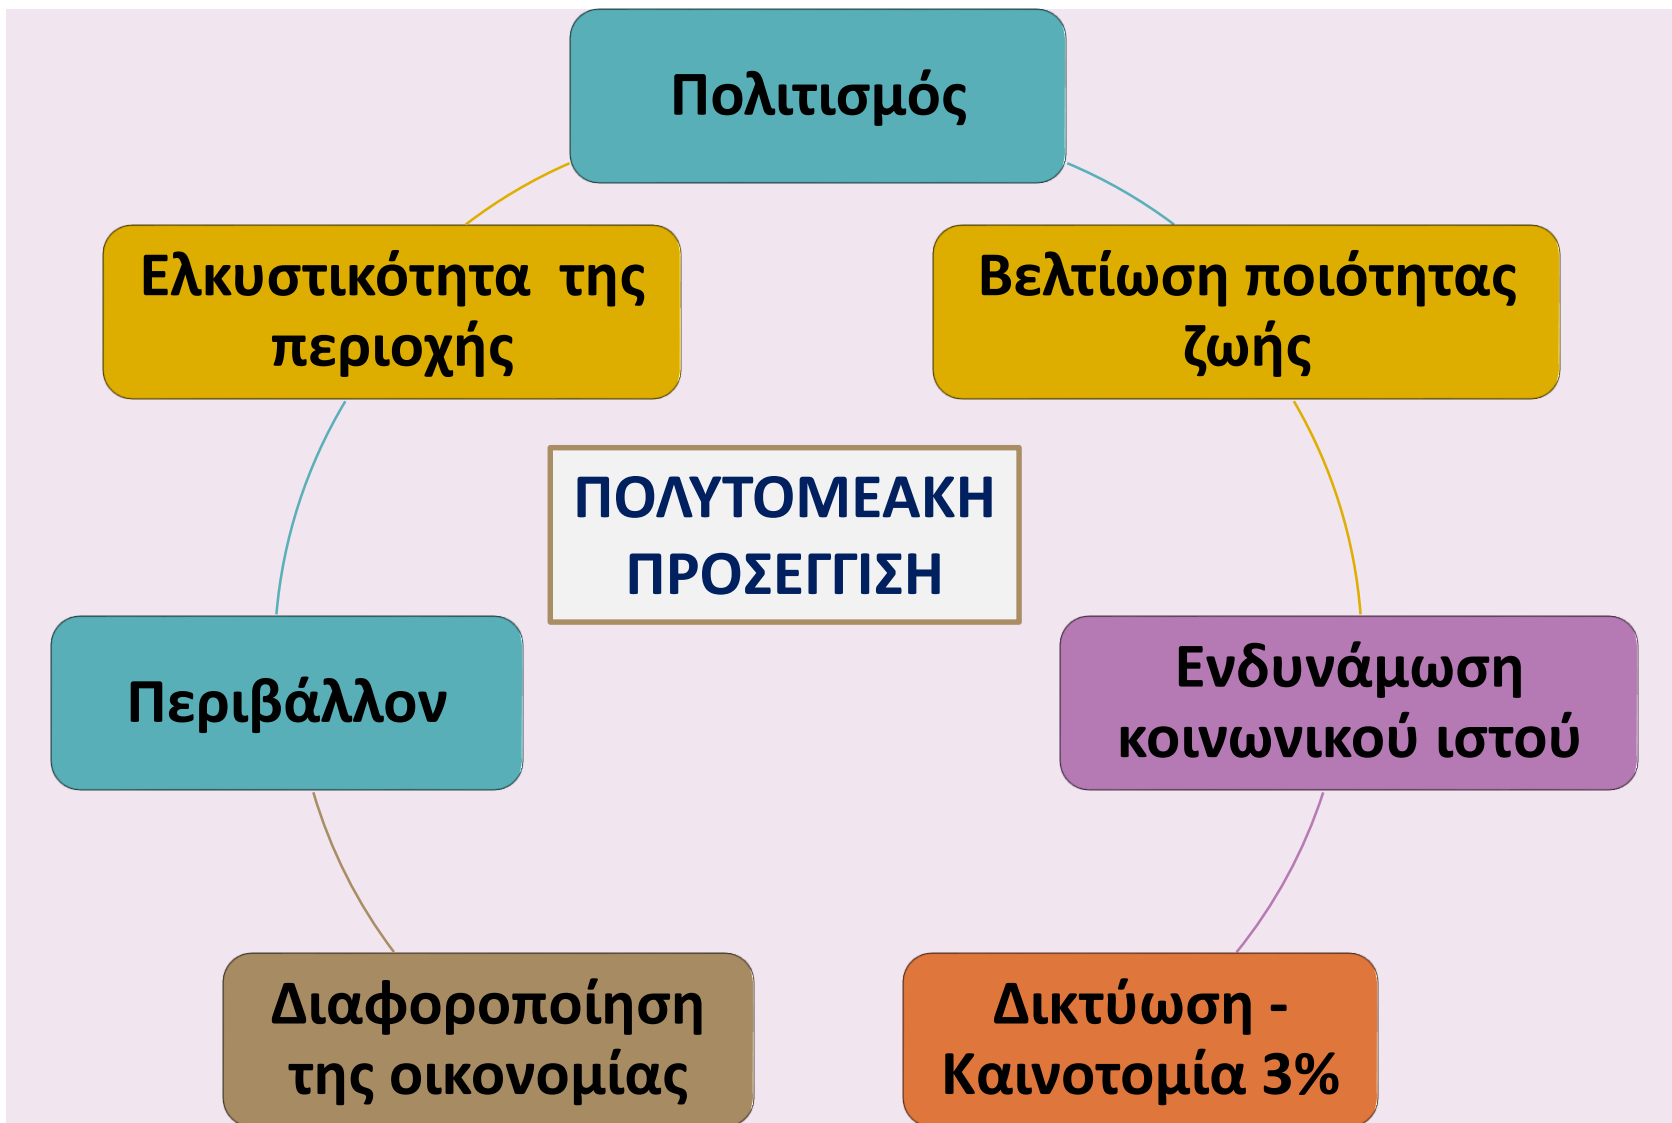 Πολιτισμός
Ελκυστικότητα της
περιοχής
Βελτίωση ποιότητας
ζωής
ΠΟΛΥΤΟΜΕΑΚΗ
ΠΡΟΣΕΓΓΙΣΗ
Περιβάλλον
Ενδυνάμωση
κοινωνικού ιστού
Διαφοροποίηση
της οικονομίας
Δικτύωση -
Καινοτομία 3%